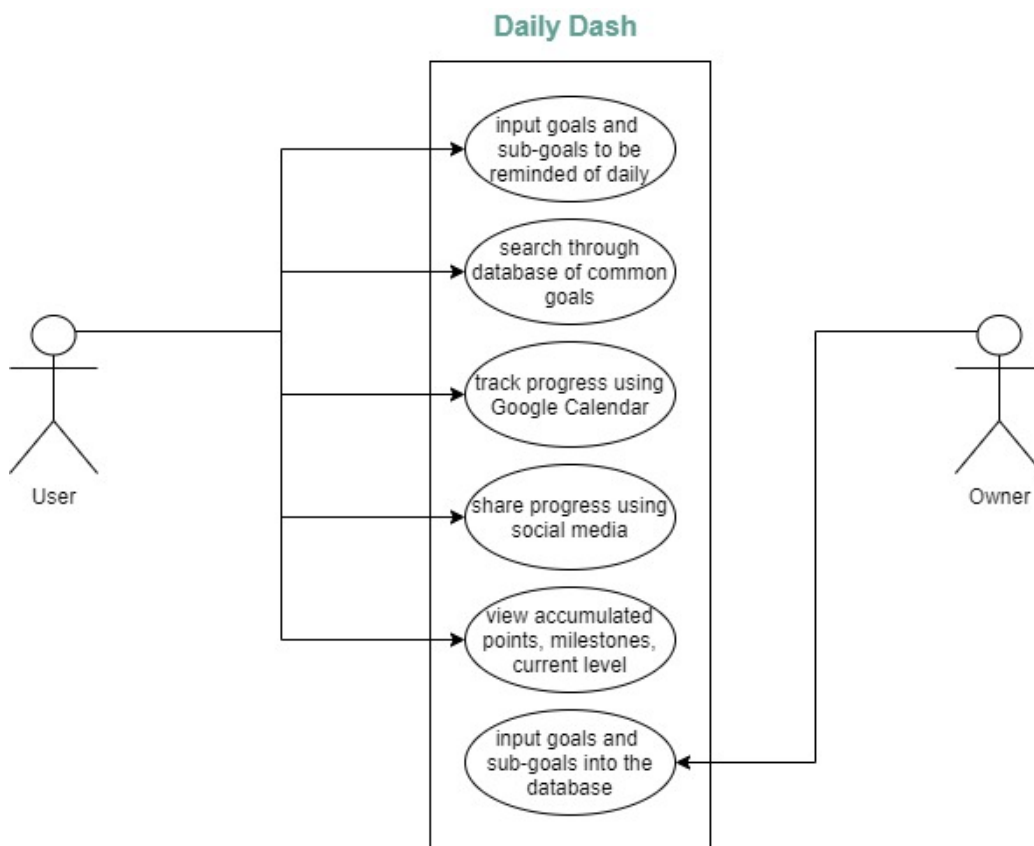 Daily Dash
input goals and
sub-goals to be
reminded of daily
search through
database of common
goals
track progress using
Google Calendar
share progress using
social media
view accumulated
points, milestones,
current level
input goals and
sub-goals into the
database
User
Owner